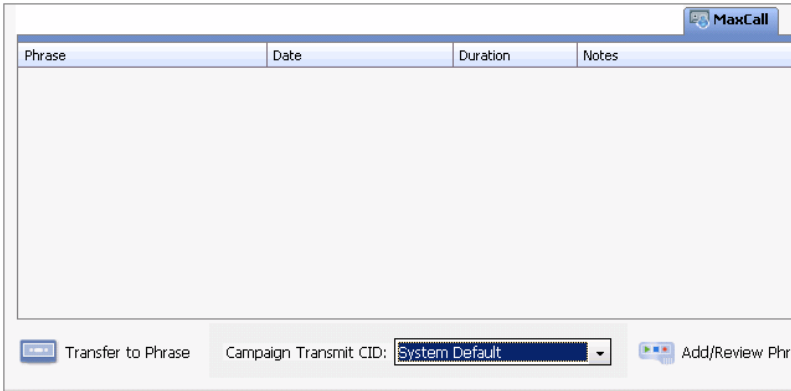 MaxCall
Phrase Date Duration Notes
Transfer to Phrase Campaign Transmit CID: System Default Add/Review Phr